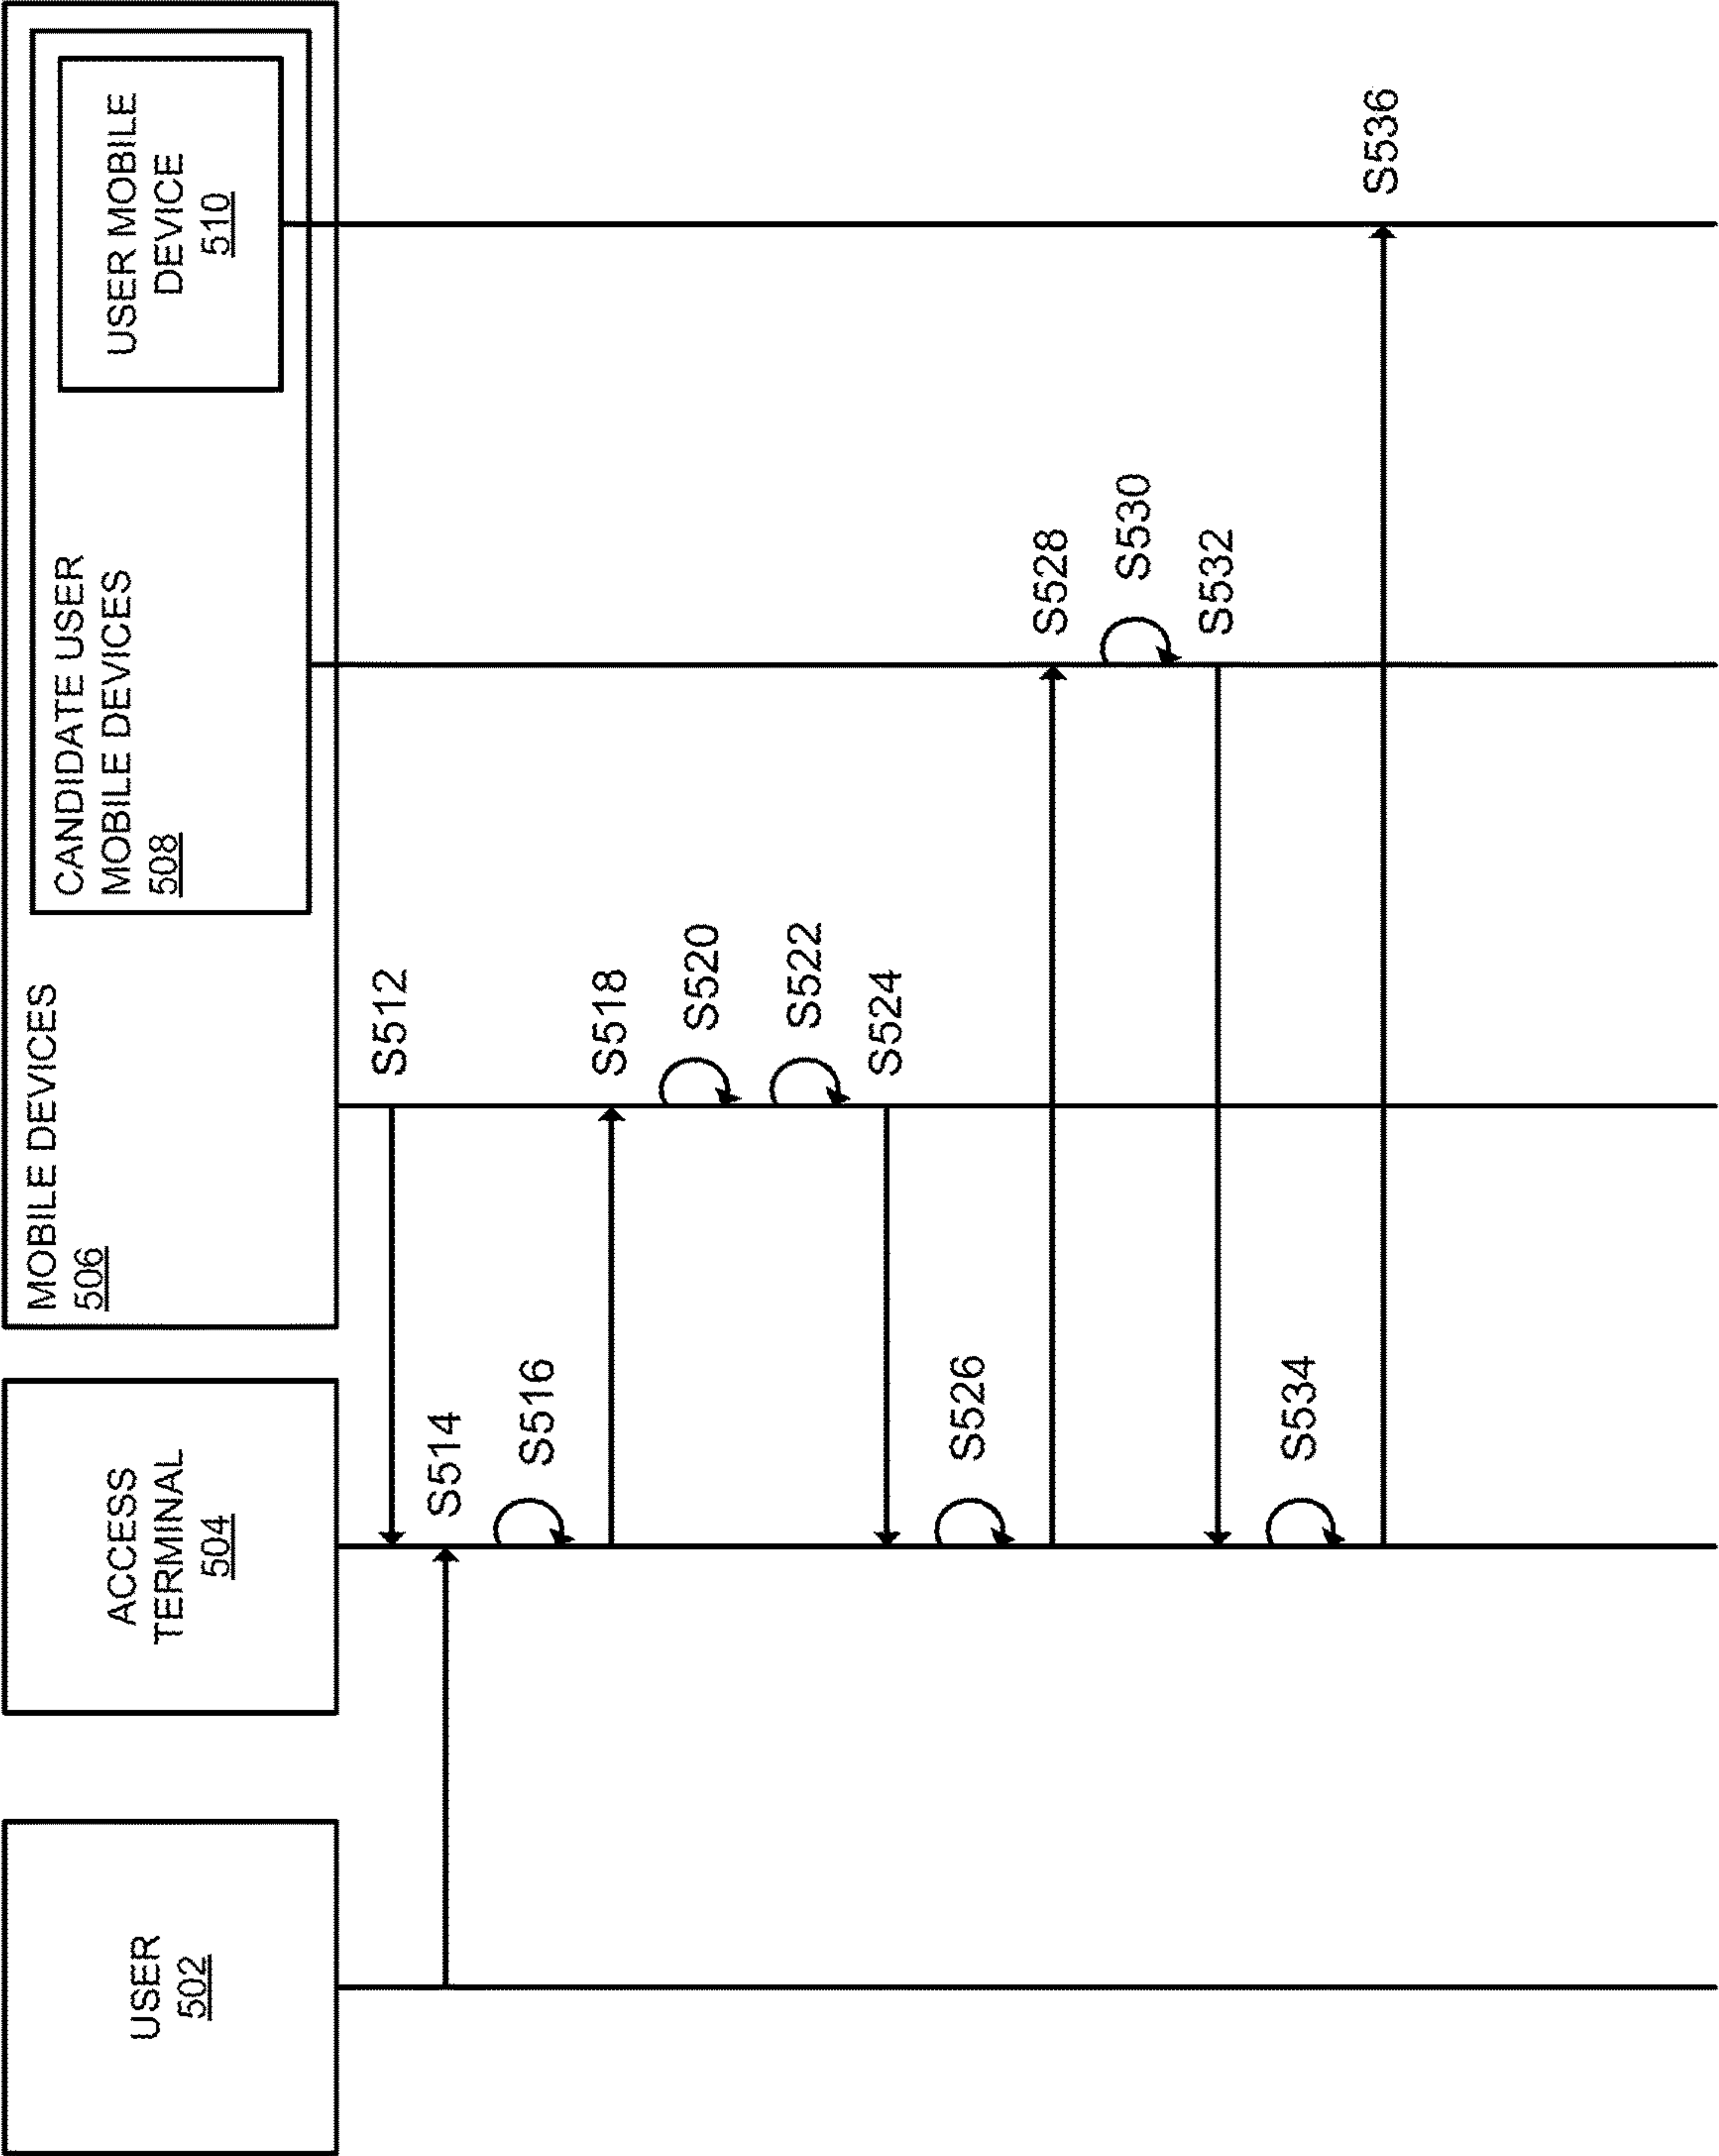 USER
502
ACCESS
TERMINAL
504
MOBILE DEVICES
506
CANDIDATE USER
MOBILE DEVICES
508
USER MOBILE
DEVICE
510
S512
S514
S516
S518
S520
S522
S524
S526
S528
S530
S532
S534
S536